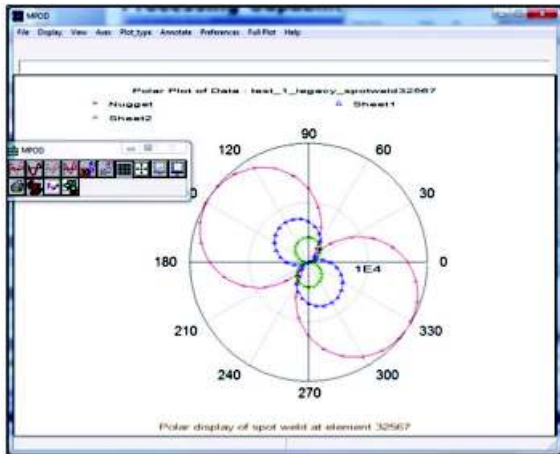 MPOD
File Display View Axes Plot_type Annotate Preferences Full Plot Help
Polar Plot of Data : test_1_legacy_spotweld32567
Nugget
Sheet1
Sheet2
MPOD
90
120
60
30
180
1E4
0
210
330
240
300
270
Polar display of spot weld at element 32567